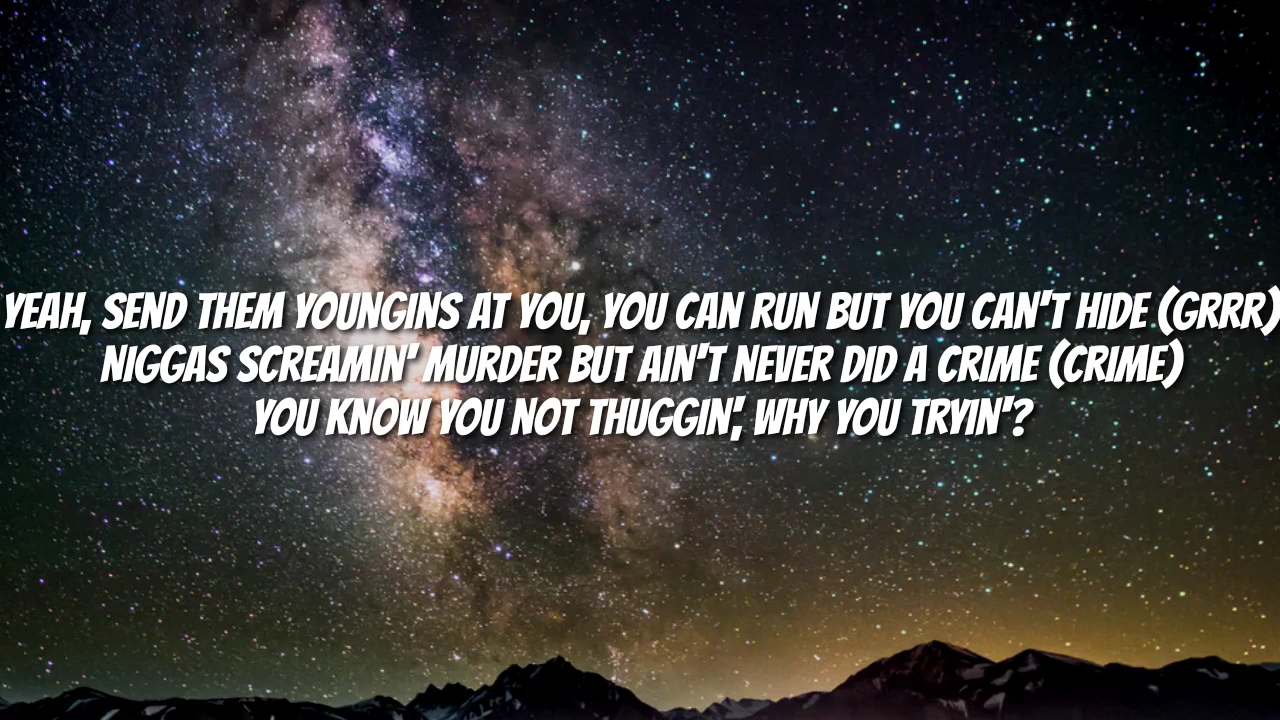 YEAH, SEND THEM YOUNGINS AT YOU, YOU CAN RUN BUT YOU CAN'T HIDE (GRRR)
NIGGAS SCREAMIN' MURDER BUT AIN'T NEVER DID A CRIME (CRIME)
YOU KNOW YOU NOT THUGGIN', WHY YOU TRYIN'?